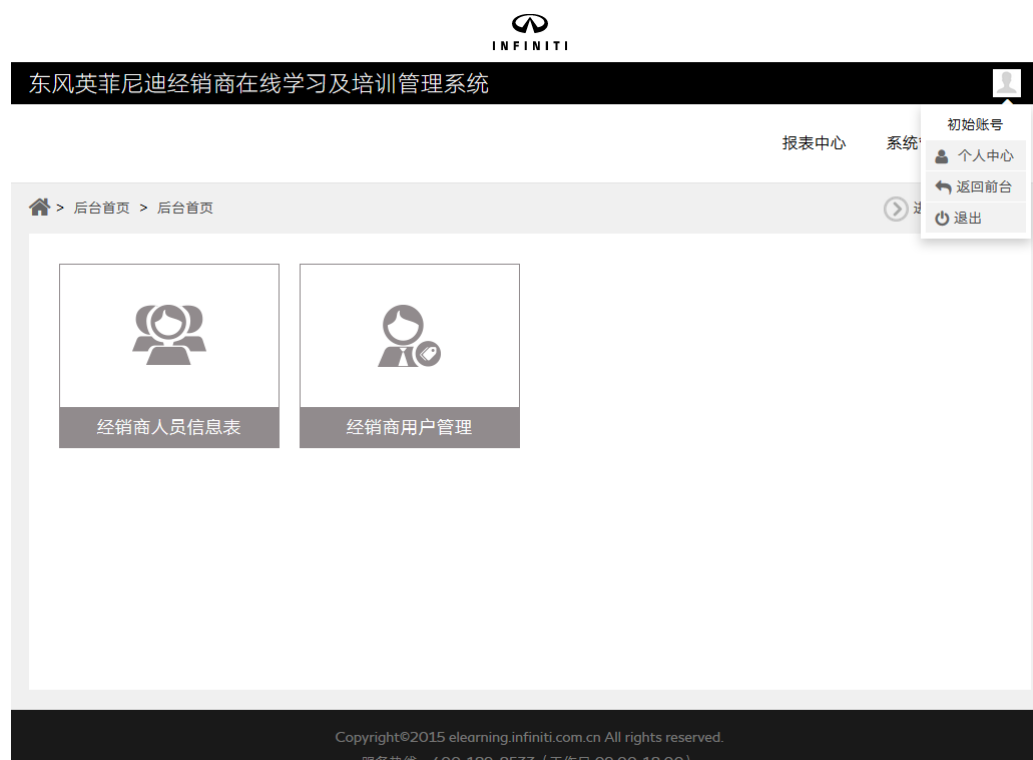 INFINITI
东风英菲尼迪经销商在线学习及培训管理系统
初始账号
报表中心 系统
个人中心
返回前台
> 后台首页 > 后台首页
退出
经销商人员信息表 经销商用户管理
Copyright©2015 elearning.infiniti.com.cn All rights reserved.